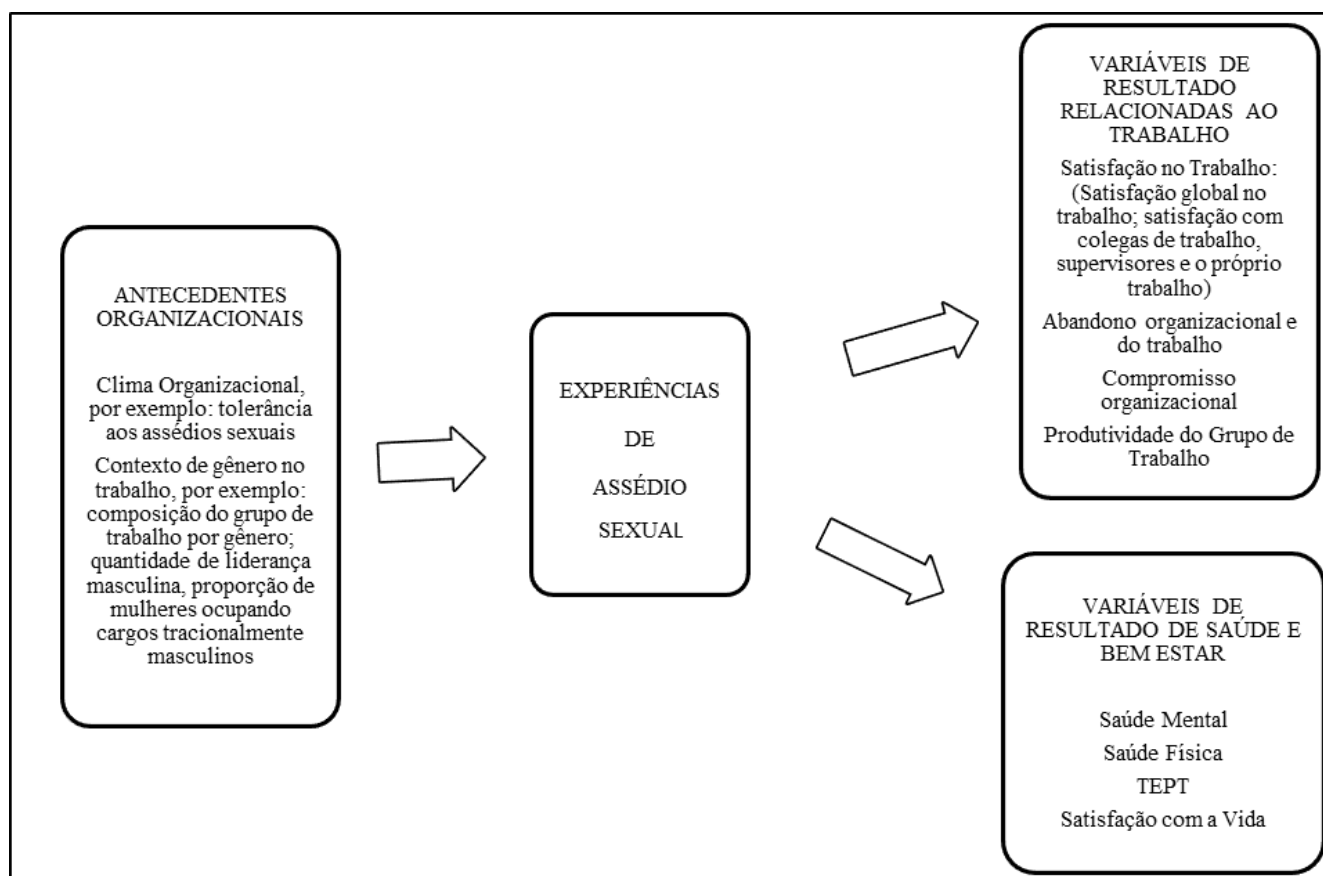 ANTECEDENTES
ORGANIZACIONAIS
Clima Organizacional,
por exemplo: tolerância
aos assédios sexuais
Contexto de gênero no
trabalho, por exemplo:
composição do grupo de
trabalho por gênero;
quantidade de liderança
masculina, proporção de
mulheres ocupando
cargos tracionalmente
masculinos
EXPERIÊNCIAS
DE
ASSÉDIO
SEXUAL
VARIÁVEIS DE
RESULTADO
RELACIONADAS AO
TRABALHO
Satisfação no Trabalho:
(Satisfação global no
trabalho; satisfação com
colegas de trabalho,
supervisores e o próprio
trabalho)
Abandono organizacional e
do trabalho
Compromisso
organizacional
Produtividade do Grupo de
Trabalho
VARIÁVEIS DE
RESULTADO DE SAÚDE E
BEM ESTAR
Saúde Mental
Saúde Física
TEPT
Satisfação com a Vida